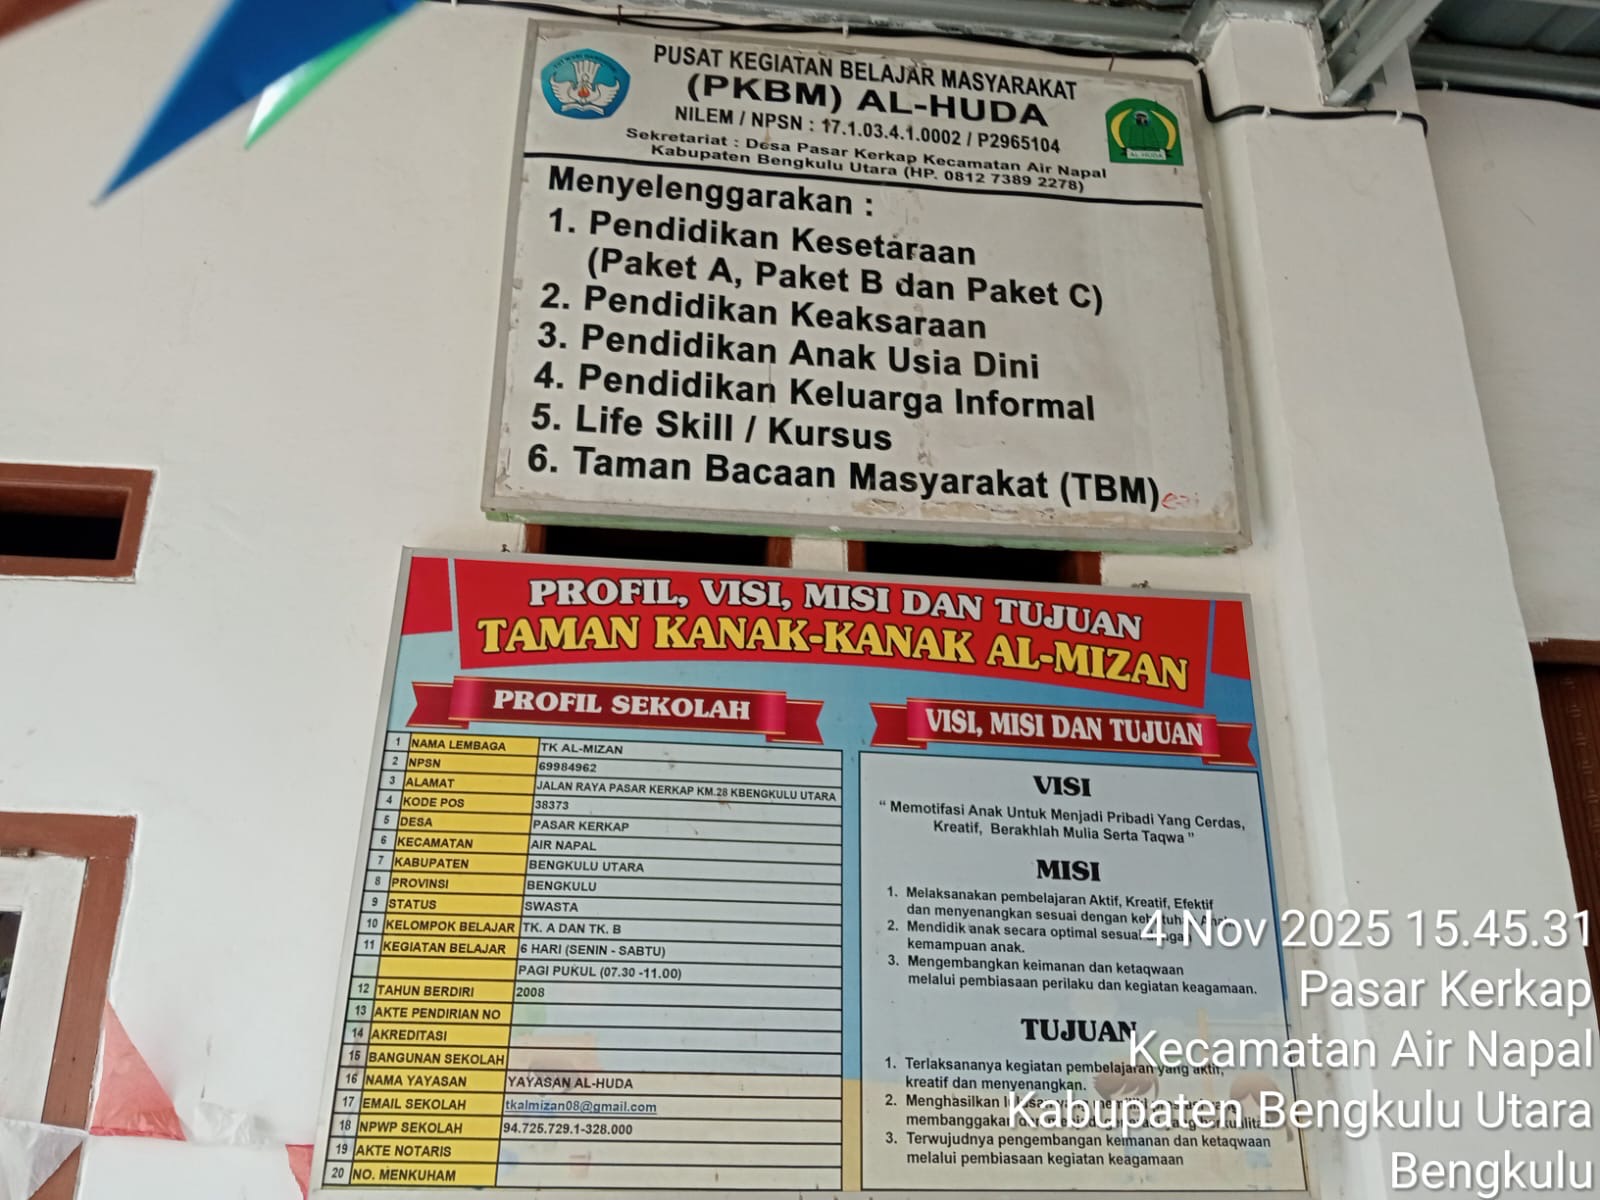 PUSAT KEGIATAN BELAJAR MASYARAKAT
(PKBM) AL-HUDA
NILEM / NPSN : 17.1.03.4.1.0002 / P2965104
Sekretariat : Desa Pasar Kerkap Kecamatan Air Napal
Kabupaten Bengkulu Utara (HP. 0812 7389 2278)
AL HUDA
Menyelenggarakan :
1. Pendidikan Kesetaraan
(Paket A, Paket B dan Paket C)
2. Pendidikan Keaksaraan
3. Pendidikan Anak Usia Dini
4. Pendidikan Keluarga Informal
5. Life Skill / Kursus
6. Taman Bacaan Masyarakat (TBM)
PROFIL, VISI, MISI DAN TUJUAN
TAMAN KANAK-KANAK AL-MIZAN
PROFIL SEKOLAH
1 NAMA LEMBAGA TK AL-MIZAN
2 NPSN 69984962
3 ALAMAT JALAN RAYA PASAR KERKAP KM.28 KBENGKULU UTARA
4 KODE POS 38373
5 DESA PASAR KERKAP
6 KECAMATAN AIR NAPAL
7 KABUPATEN BENGKULU UTARA
8 PROVINSI BENGKULU
9 STATUS SWASTA
10 KELOMPOK BELAJAR TK. A DAN TK. B
11 KEGIATAN BELAJAR 6 HARI (SENIN - SABTU)
PAGI PUKUL (07.30 -11.00)
12 TAHUN BERDIRI 2008
13 AKTE PENDIRIAN NO
14 AKREDITASI
15 BANGUNAN SEKOLAH
16 NAMA YAYASAN YAYASAN AL-HUDA
17 EMAIL SEKOLAH tkalmizan08@gmail.com
18 NPWP SEKOLAH 94.725.729.1-328.000
19 AKTE NOTARIS
20 NO. MENKUHAM
VISI, MISI DAN TUJUAN
VISI
“ Memotifasi Anak Untuk Menjadi Pribadi Yang Cerdas,
Kreatif, Berakhlah Mulia Serta Taqwa ”
MISI
1. Melaksanakan pembelajaran Aktif, Kreatif, Efektif
dan menyenangkan sesuai dengan
2. Mendidik anak secara optimal sesuai dengan
kemampuan anak.
3. Mengembangkan keimanan dan ketaqwaan
melalui pembiasaan perilaku dan kegiatan keagamaan.
TUJUAN
1. Terlaksananya kegiatan pembelajaran yang aktif,
kreatif dan menyenangkan.
2. Menghasilkan
membanggakan
3. Terwujudnya pengembangan keimanan dan ketaqwaan
melalui pembiasaan kegiatan keagamaan
4 Nov 2025 15.45.31
Pasar Kerkap
Kecamatan Air Napal
Kabupaten Bengkulu Utara
Bengkulu